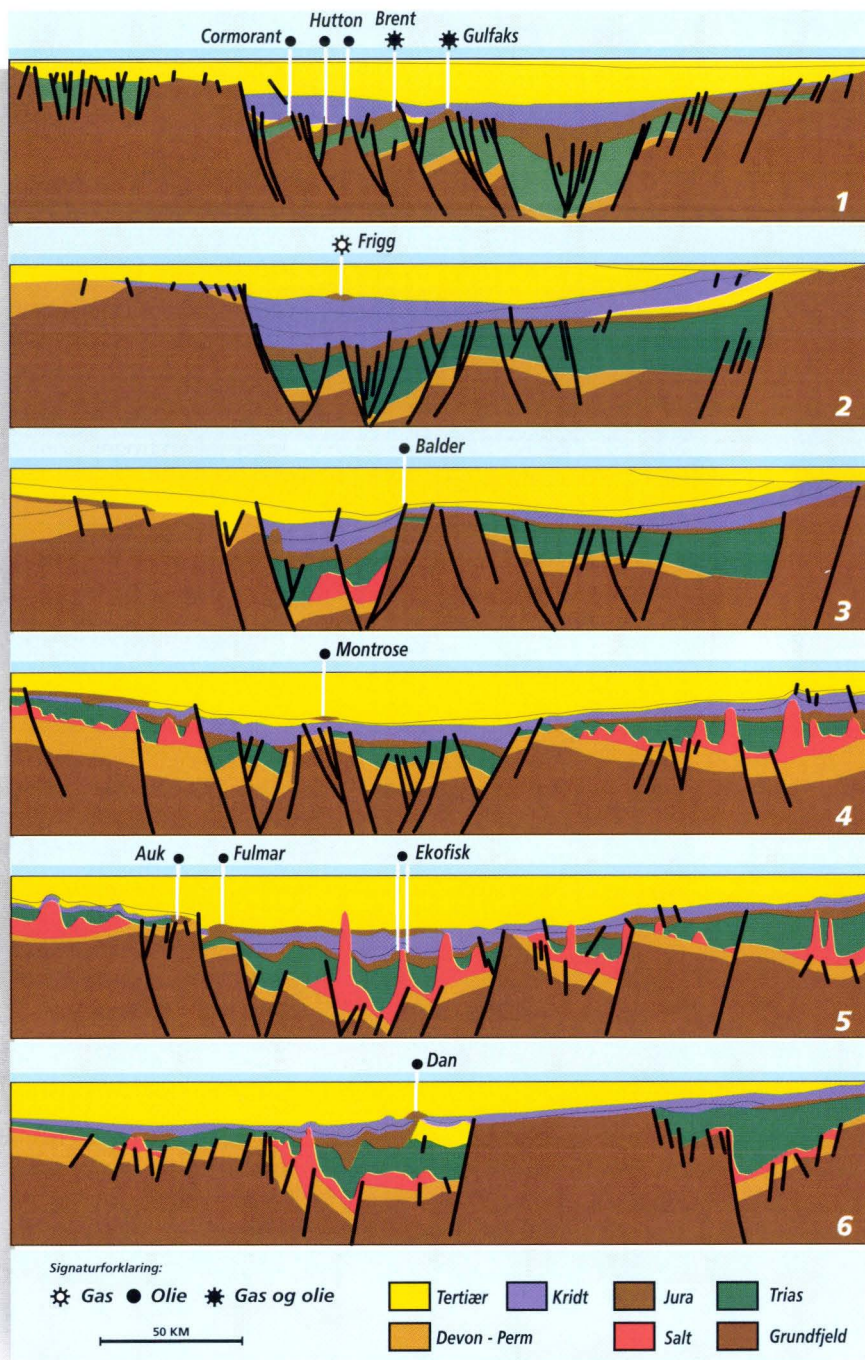 Cormorant Hutton Brent Gulfaks
1
Frigg
2
Balder
3
Montrose
4
Auk Fulmar Ekofisk
5
Dan
6
Signaturforklaring:
Gas Olie Gas og olie
50 KM
Tertiær Kridt Jura Trias
Devon - Perm Salt Grundfjeld